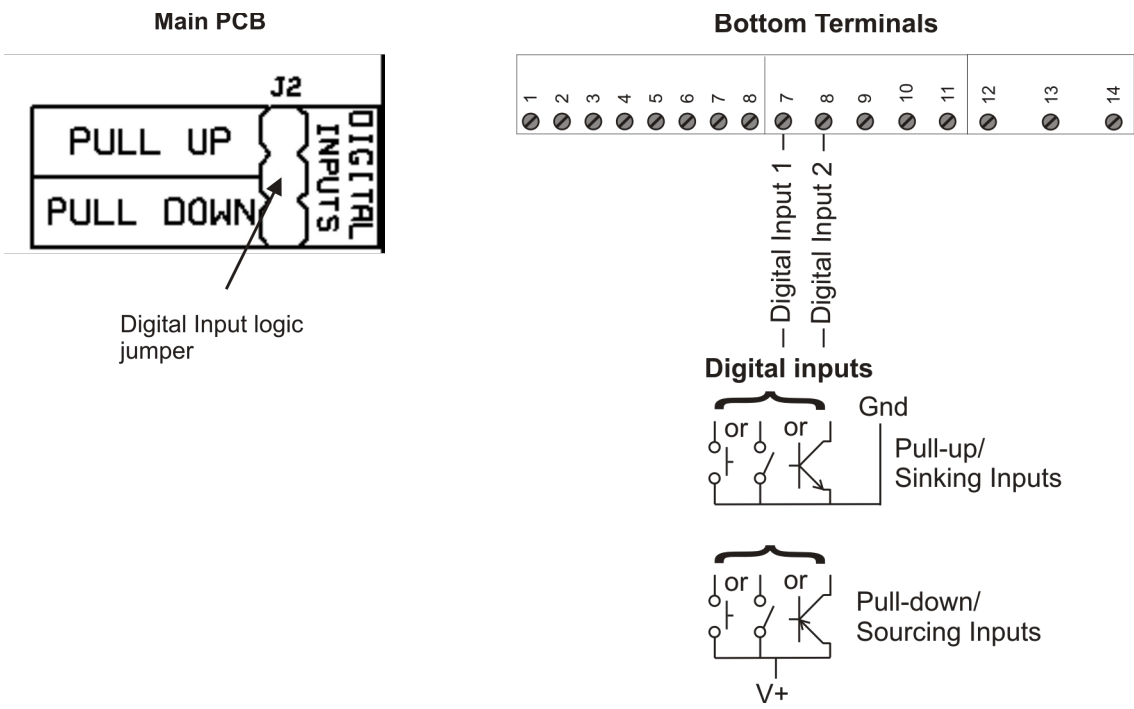 Main PCB
J2
PULL UP
PULL DOWN
DIGITAL
INPUTS
Digital Input logic
jumper
Bottom Terminals
1 2 3 4 5 6 7 8 7 8 9 10 11 12 13 14
Digital Input 1
Digital Input 2
Digital inputs
or or
Gnd
Pull-up/
Sinking Inputs
or or
Pull-down/
Sourcing Inputs
V+